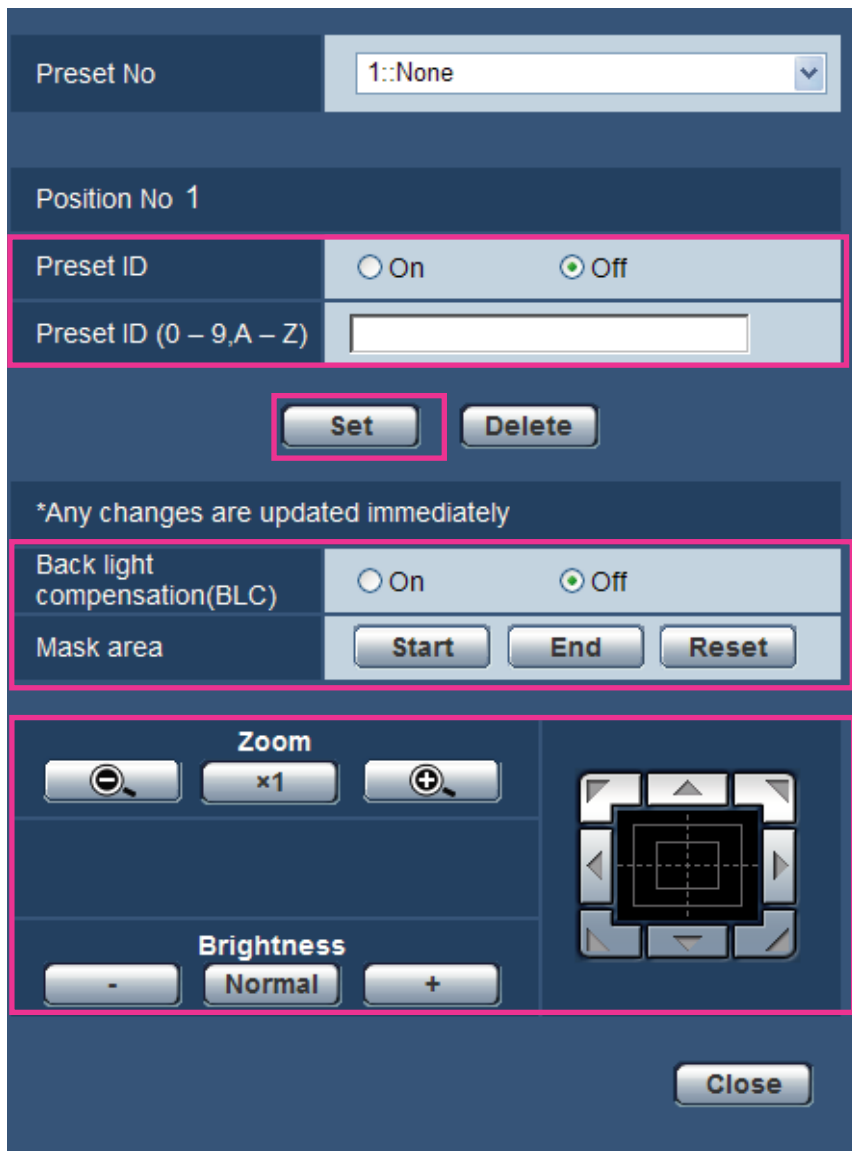 Preset No 1::None
Position No 1
Preset ID On Off
Preset ID (0 – 9,A – Z)
Set Delete
*Any changes are updated immediately
Back light
compensation(BLC) On Off
Mask area Start End Reset
Zoom
×1
Brightness
- Normal +
Close